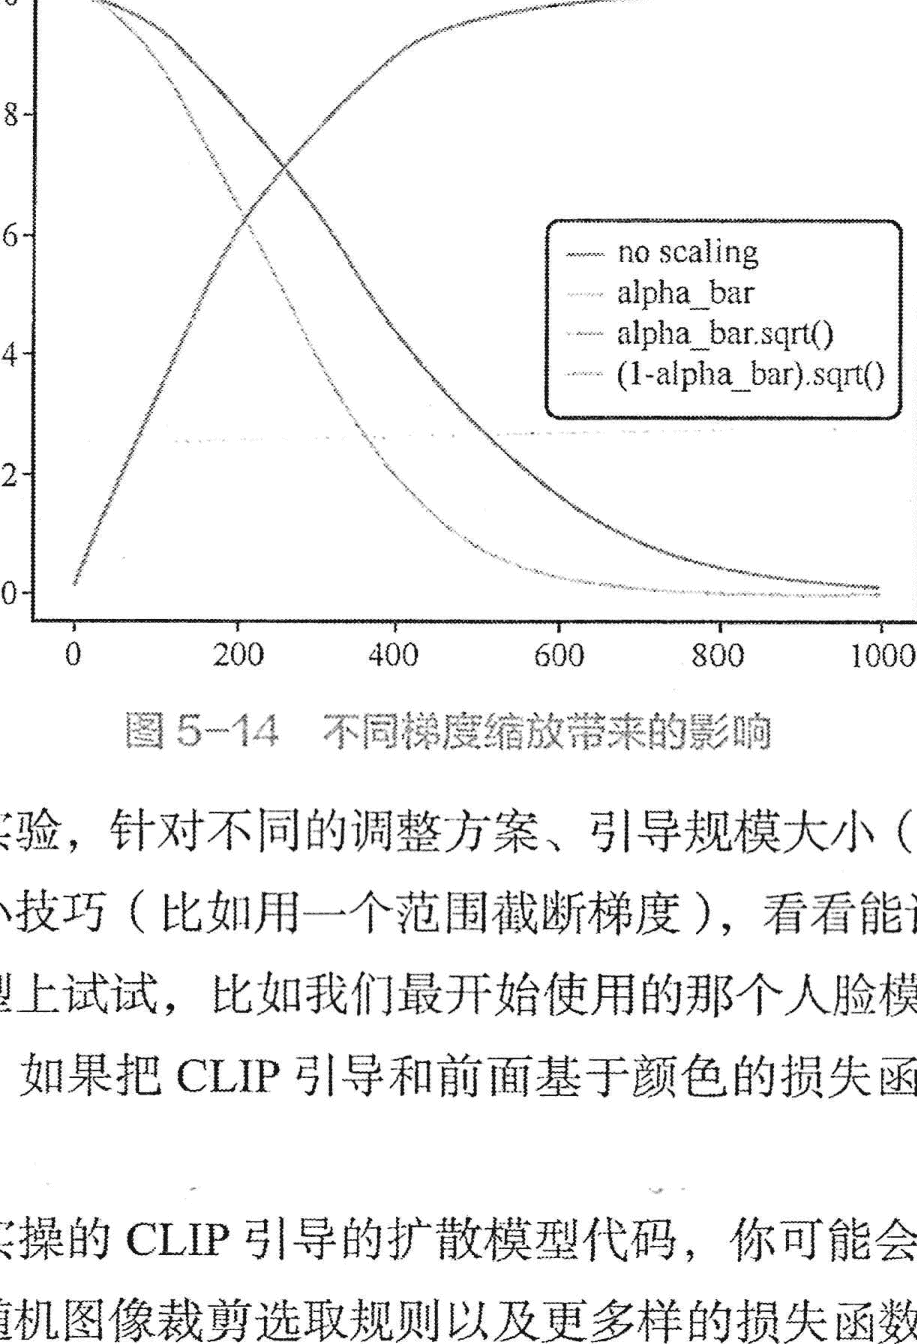 8
6
4
2
0
no scaling
alpha_bar
alpha_bar.sqrt()
(1-alpha_bar).sqrt()
0 200 400 600 800 1000
图 5-14 不同梯度缩放带来的影响
实验，针对不同的调整方案、引导规模大小（
小技巧（比如用一个范围截断梯度），看看能
型上试试，比如我们最开始使用的那个人脸模
如果把 CLIP 引导和前面基于颜色的损失函
实操的 CLIP 引导的扩散模型代码，你可能会
随机图像裁剪选取规则以及更多样的损失函数